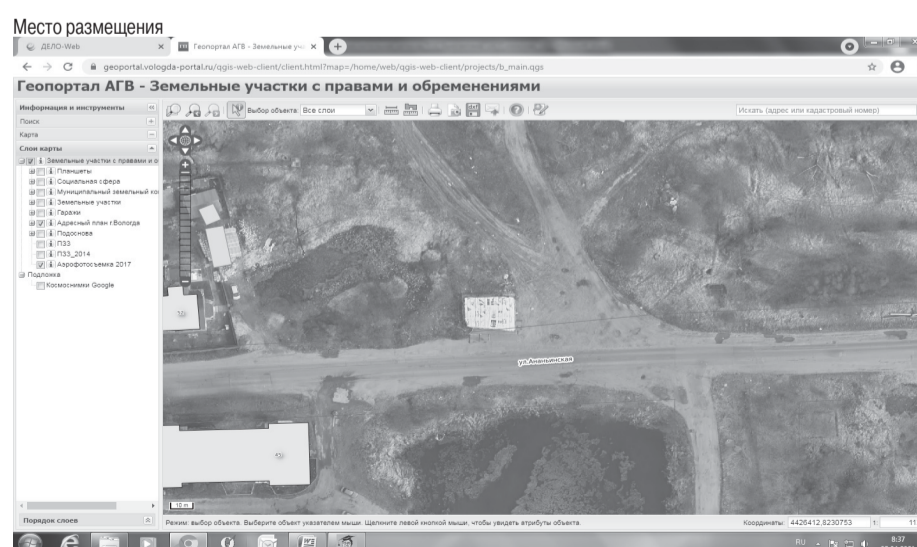 Место размещения
ДЕЛО-Web
Геопортал АГВ - Земельные уч
geoportal.vologda-portal.ru/qgis-web-client/client.html?map=/home/web/qgis-web-client/projects/b_main.qgs
Геопортал АГВ - Земельные участки с правами и обременениями
Информация и инструменты
Выбор объекта: Все слои
Искать (адрес или кадастровый номер)
Поиск
Карта
Слои карты
Земельные участки с правами и о
Планшеты
Социальная сфера
Муниципальный земельный ко
Земельные участки
Гаражи
Адресный план г.Вологда
Подоснова
ПЗЗ
ПЗЗ_2014
Аэрофотосъемка 2017
Подложка
Космоснимки Google
ул.Ананьинская
10 m
Порядок слоев
Режим: выбор объекта. Выберите объект указателем мыши. Щелкните левой кнопкой мыши, чтобы увидеть атрибуты объекта.
Координаты: 4426412,8230753 1: 11
RU
8:37